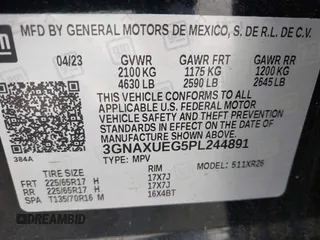 GM
MFD BY GENERAL MOTORS DE MEXICO, S. DE R.L. DE C.V.
04/23 GVWR GAWR FRT GAWR RR
2100 KG 1175 KG 1200 KG
4630 LB 2590 LB 2645 LB
THIS VEHICLE CONFORMS TO ALL
APPLICABLE U.S. FEDERAL MOTOR
VEHICLE SAFETY AND THEFT
PREVENTION STANDARDS IN EFFECT
ON THE DATE OF MANUFACTURE
SHOWN ABOVE.
384A
3GNAXUEG5PL244891
TYPE: MPV MODEL: 511XR26
TIRE SIZE RIM
FRT 225/65R17 H 17X7J
RR 225/65R17 H 17X7J
SPA T135/70R16 M 16X4BT
DREAMBID